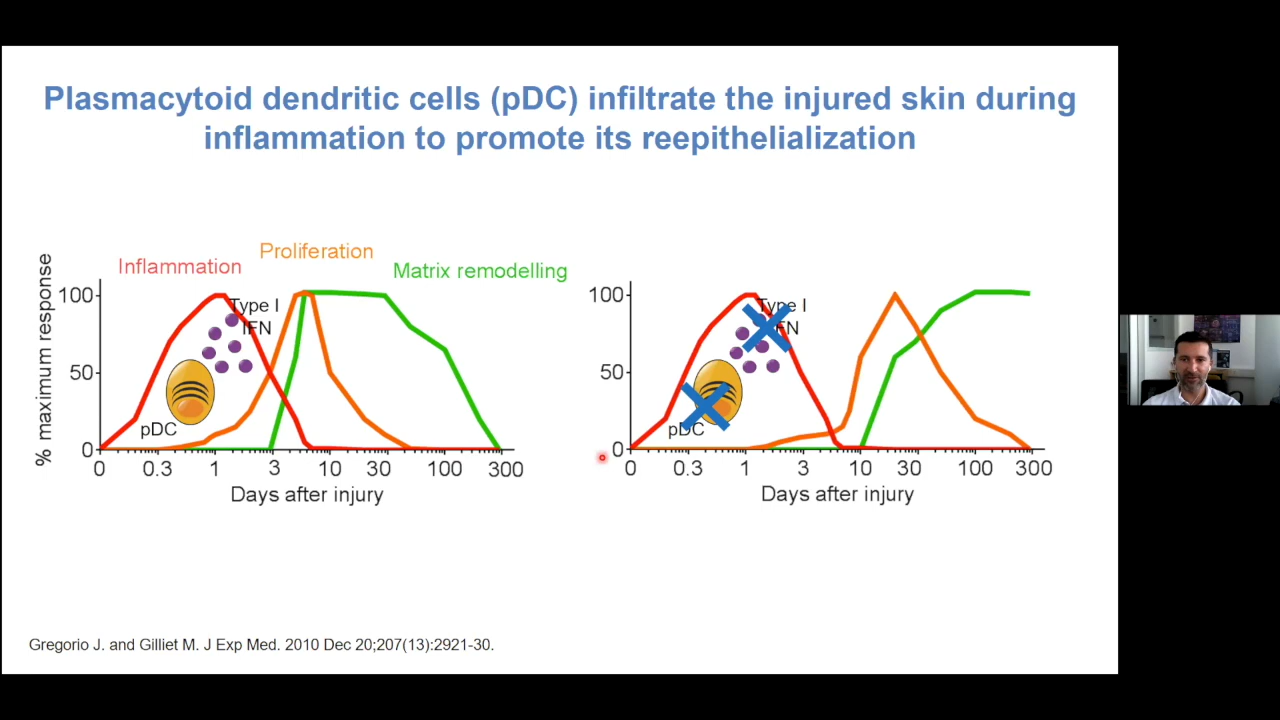 Plasmacytoid dendritic cells (pDC) infiltrate the injured skin during
inflammation to promote its reepithelialization
% maximum response
Inflammation
Proliferation
Matrix remodelling
100
50
0
Type I
IFN
pDC
0 0.3 1 3 10 30 100 300
Days after injury
100
50
0
Type I
FN
pDC
0 0.3 1 3 10 30 100 300
Days after injury
Gregorio J. and Gilliet M. J Exp Med. 2010 Dec 20;207(13):2921-30.